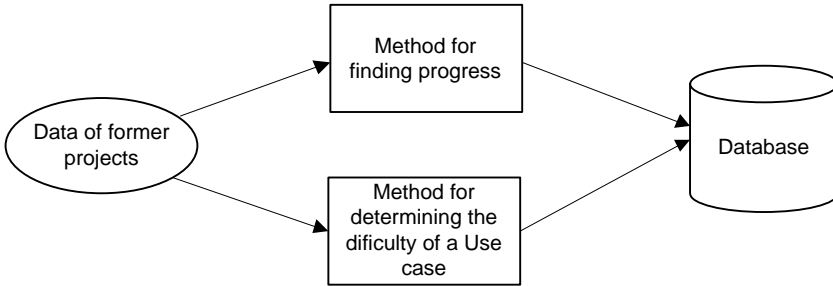 Method for
finding progress
Data of former
projects
Database
Method for
determining the
dificulty of a Use
case